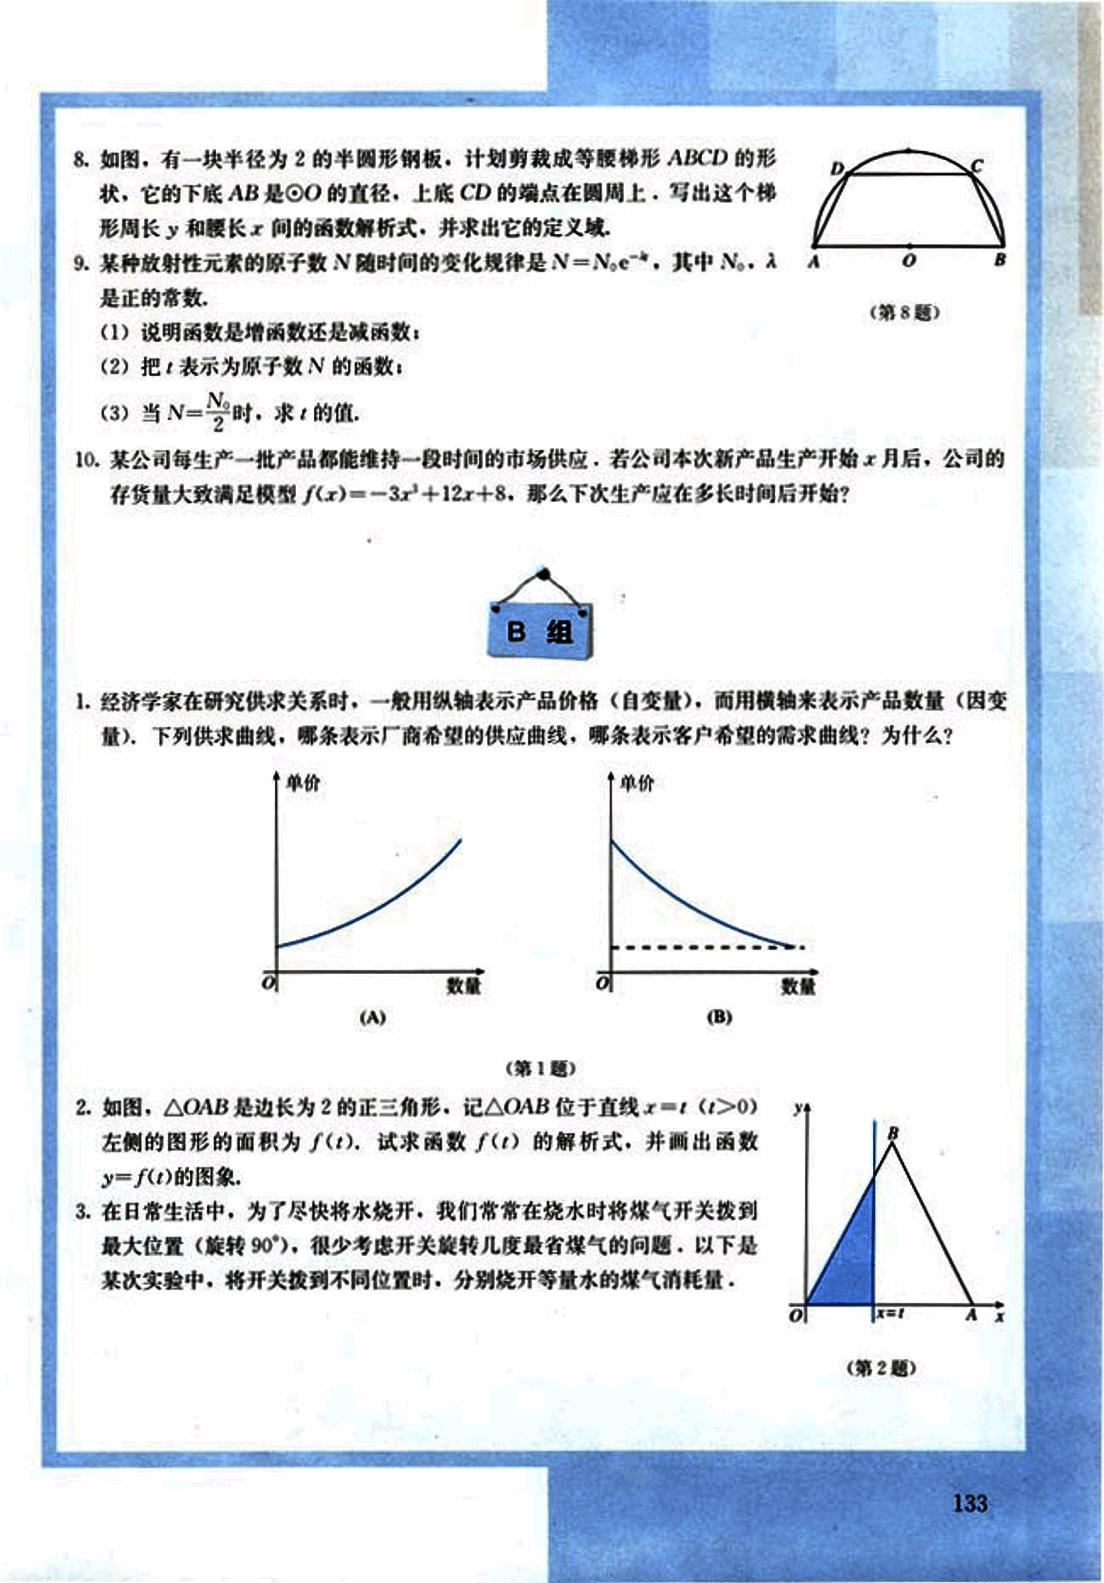 8. 如图，有一块半径为 2 的半圆形钢板，计划剪裁成等腰梯形 ABCD 的形
状，它的下底 AB 是⊙O 的直径，上底 CD 的端点在圆周上．写出这个梯
形周长 y 和腰长 x 间的函数解析式，并求出它的定义域.
D
C
A
O
B
(第 8 题)
9. 某种放射性元素的原子数 N 随时间的变化规律是 N=N₀e^{-λt}，其中 N₀，λ
是正的常数.
(1) 说明函数是增函数还是减函数；
(2) 把 t 表示为原子数 N 的函数；
(3) 当 N=N₀/2 时，求 t 的值.
10. 某公司每生产一批产品都能维持一段时间的市场供应．若公司本次新产品生产开始 x 月后，公司的
存货量大致满足模型 f(x)=-3x³+12x+8，那么下次生产应在多长时间后开始？
B 组
1. 经济学家在研究供求关系时，一般用纵轴表示产品价格（自变量），而用横轴来表示产品数量（因变
量）．下列供求曲线，哪条表示厂商希望的供应曲线，哪条表示客户希望的需求曲线？为什么？
单价
O
数量
(A)
单价
O
数量
(B)
(第 1 题)
2. 如图，△OAB 是边长为 2 的正三角形，记△OAB 位于直线 x=t (t>0)
左侧的图形的面积为 f(t)．试求函数 f(t) 的解析式，并画出函数
y=f(t)的图象.
3. 在日常生活中，为了尽快将水烧开，我们常常在烧水时将煤气开关拨到
最大位置（旋转 90°），很少考虑开关旋转几度最省煤气的问题．以下是
某次实验中，将开关拨到不同位置时，分别烧开等量水的煤气消耗量．
y
B
O
x=t
A
x
(第 2 题)
133